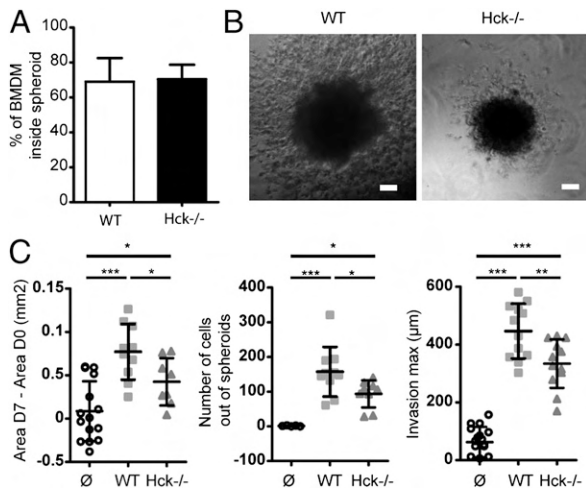 A
% of BMDM
inside spheroid
100
80
60
40
20
0
WT
Hck-/-
B
WT
Hck-/-
C
Area D7 - Area D0 (mm2)
0.15
0.1
0.05
0
-0.5
*
***
*
Ø
WT
Hck-/-
Number of cells
out of spheroids
400
300
200
100
0
-100
*
***
*
Ø
WT
Hck-/-
Invasion max (µm)
600
400
200
0
***
***
**
Ø
WT
Hck-/-